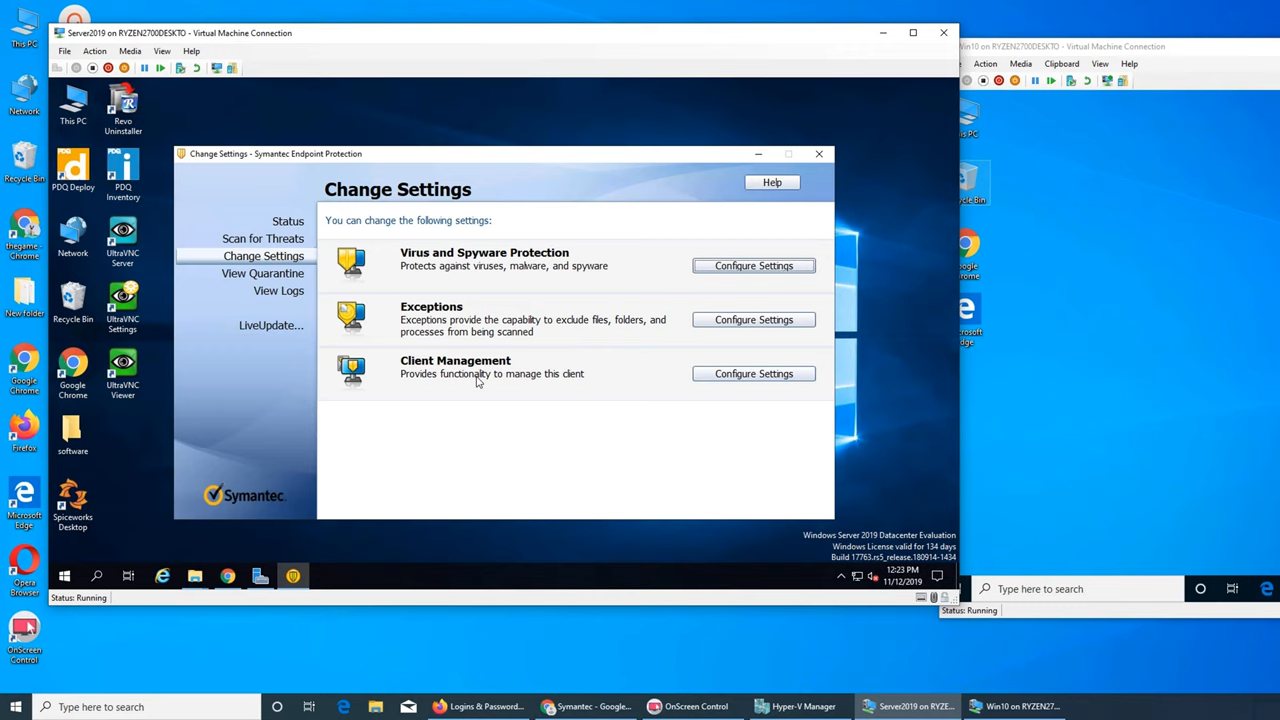 This PC
Network
Recycle Bin
thegame -
Chrome
New folder
Google
Chrome
Firefox
Microsoft
Edge
Opera
Browser
OnScreen
Control
Server2019 on RYZEN2700DESKTO - Virtual Machine Connection
File Action Media View Help
This PC
Revo
Uninstaller
PDQ Deploy
PDQ
Inventory
Network
UltraVNC
Server
Recycle Bin
UltraVNC
Settings
Google
Chrome
UltraVNC
Viewer
software
Spiceworks
Desktop
Change Settings - Symantec Endpoint Protection
Status
Scan for Threats
Change Settings
View Quarantine
View Logs
LiveUpdate...
Symantec.
Change Settings
Help
You can change the following settings:
Virus and Spyware Protection
Protects against viruses, malware, and spyware
Configure Settings
Exceptions
Exceptions provide the capability to exclude files, folders, and
processes from being scanned
Configure Settings
Client Management
Provides functionality to manage this client
Configure Settings
Windows Server 2019 Datacenter Evaluation
Windows License valid for 134 days
Build 17763.rs5_release.180914-1434
12:23 PM
11/12/2019
Status: Running
Win10 on RYZEN2700DESKTO - Virtual Machine Connection
Action Media Clipboard View Help
his PC
cle Bin
oogle
hrome
crosoft
Edge
Type here to search
Status: Running
Type here to search
Logins & Password...
Symantec - Google...
OnScreen Control
Hyper-V Manager
Server2019 on RYZE...
Win10 on RYZEN27...